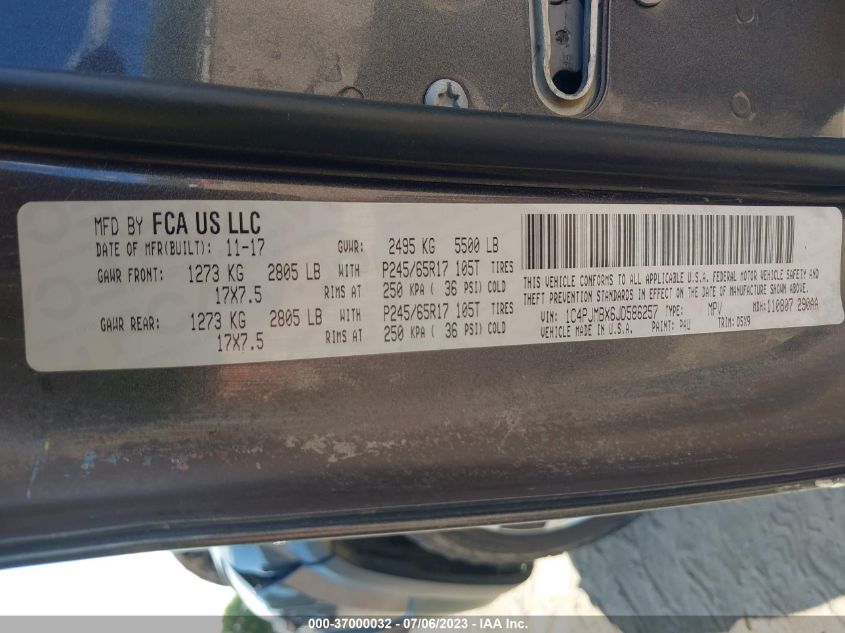 MFD BY FCA US LLC
DATE OF MFR(BUILT): 11-17 GVWR: 2495 KG 5500 LB
GAWR FRONT: 1273 KG 2805 LB WITH P245/65R17 105T TIRES
17X7.5 RIMS AT 250 KPA ( 36 PSI) COLD
GAWR REAR: 1273 KG 2805 LB WITH P245/65R17 105T TIRES
17X7.5 RIMS AT 250 KPA ( 36 PSI) COLD
THIS VEHICLE CONFORMS TO ALL APPLICABLE U.S.A. FEDERAL MOTOR VEHICLE SAFETY AND
THEFT PREVENTION STANDARDS IN EFFECT ON THE DATE OF MANUFACTURE SHOWN ABOVE.
VIN: 1C4PJMBX6JD586257 TYPE: MPV MDH: 110807 290AA
VEHICLE MADE IN U.S.A. PAINT: PAU TRIM: D5X9
000-37000032 - 07/06/2023 - IAA Inc.